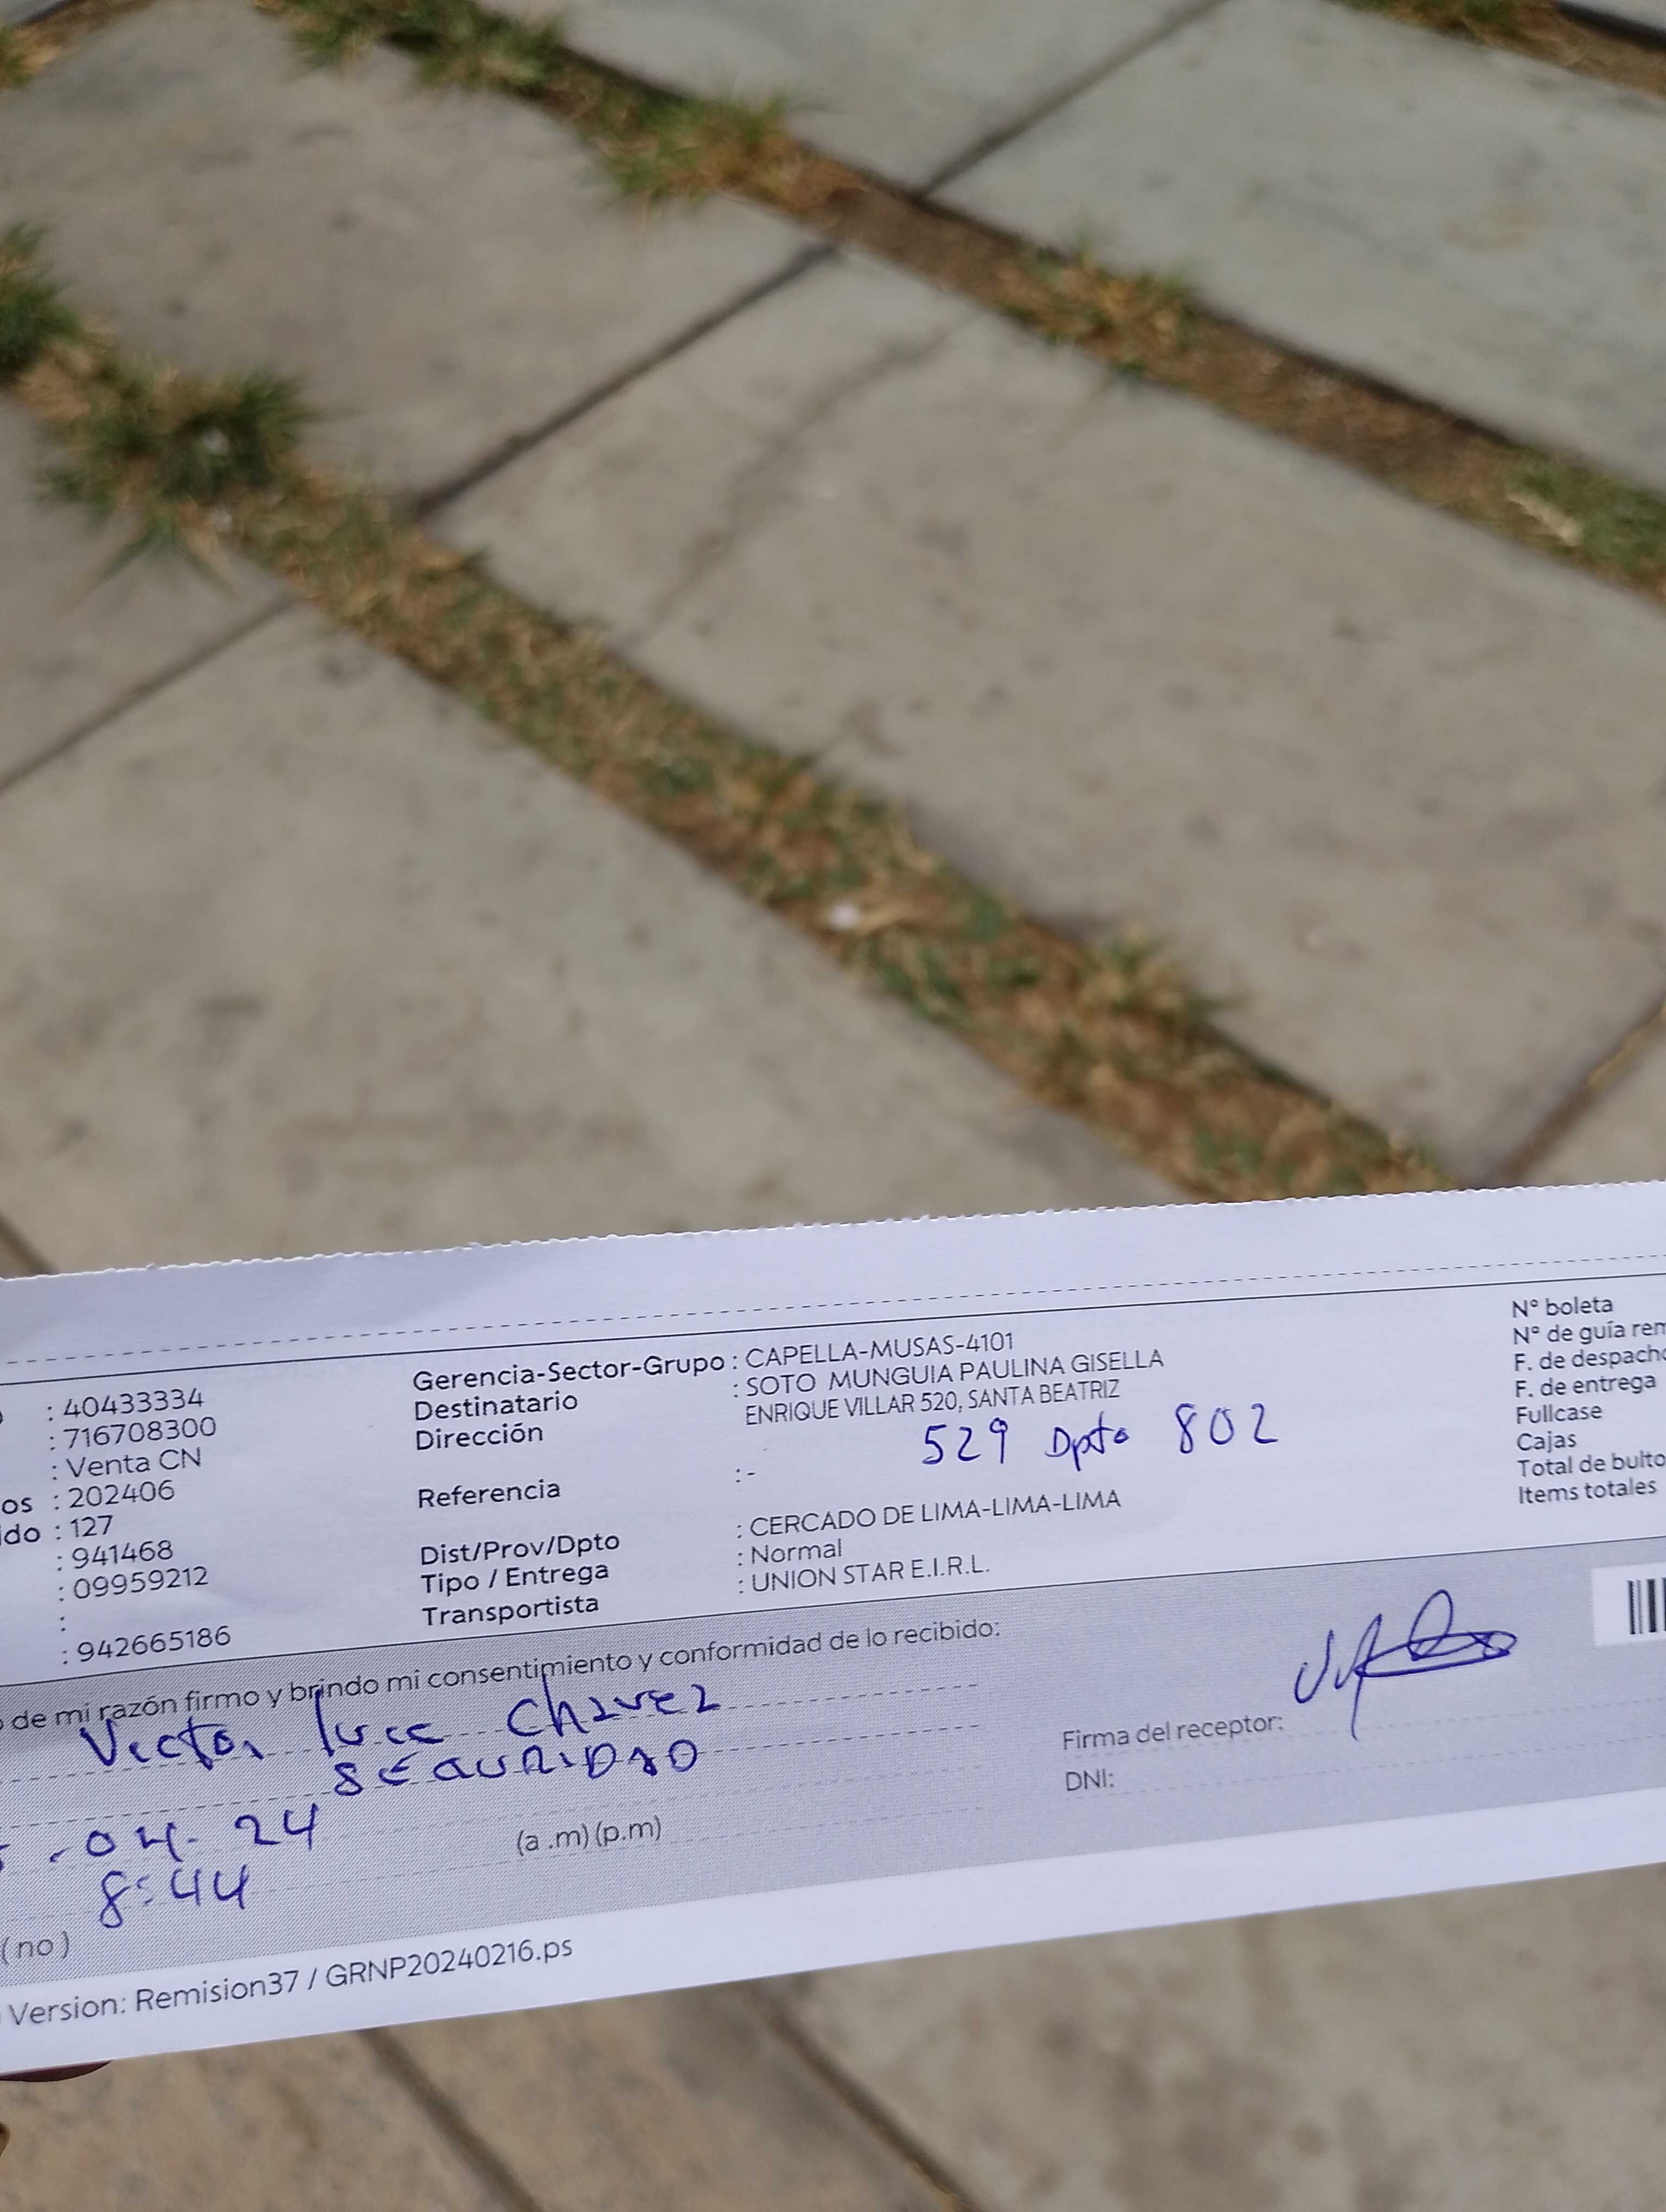 : 40433334
: 716708300
: Venta CN
os : 202406
ido : 127
: 941468
: 09959212
:
: 942665186
Gerencia-Sector-Grupo : CAPELLA-MUSAS-4101
Destinatario : SOTO MUNGUIA PAULINA GISELLA
Dirección ENRIQUE VILLAR 520, SANTA BEATRIZ
529 Dpto 802
Referencia : -
Dist/Prov/Dpto : CERCADO DE LIMA-LIMA-LIMA
Tipo / Entrega : Normal
Transportista : UNION STAR E.I.R.L.
N° boleta
N° de guía rem
F. de despacho
F. de entrega
Fullcase
Cajas
Total de bulto
Items totales
de mi razón firmo y brindo mi consentimiento y conformidad de lo recibido:
Victor Chavez
SEGURIDAD
-04-24
8:44
(a .m) (p.m)
Firma del receptor:
DNI:
(no)
Version: Remision37 / GRNP20240216.ps